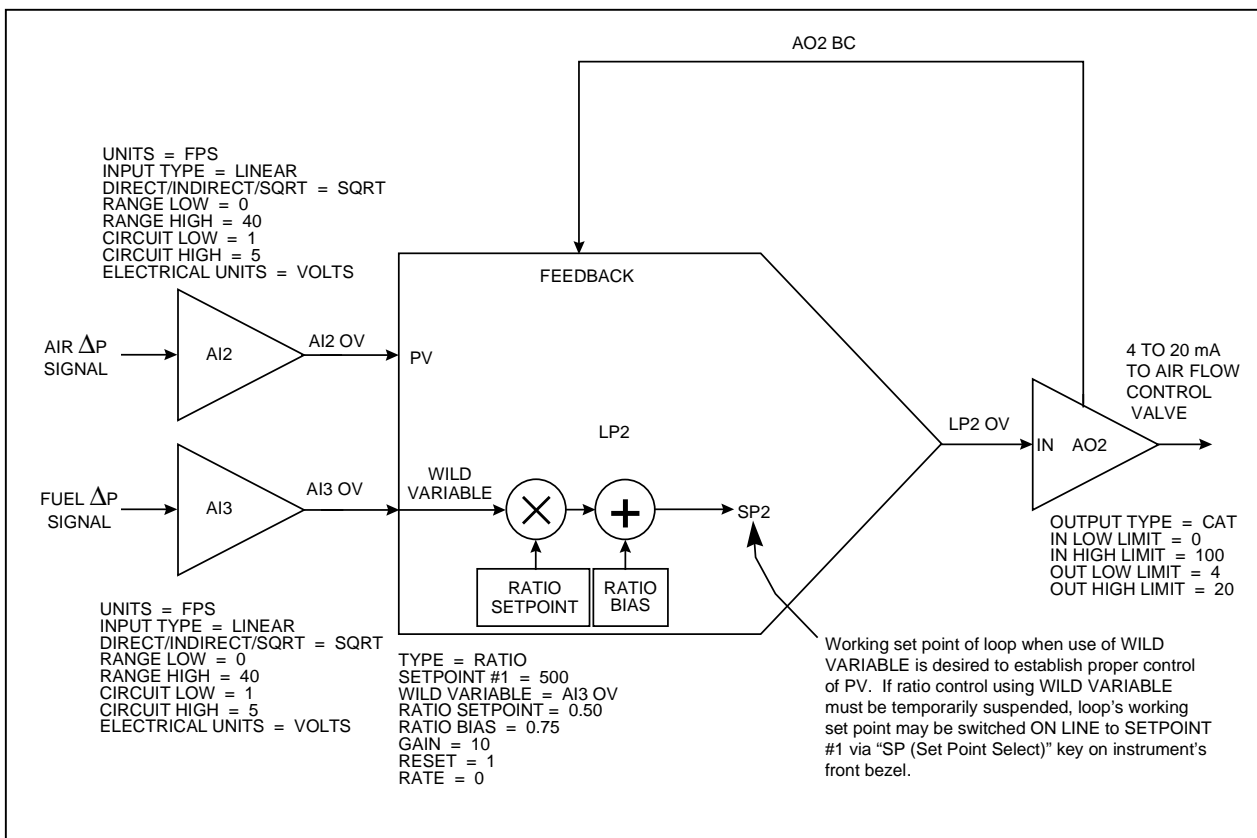 AO2 BC
UNITS = FPS
INPUT TYPE = LINEAR
DIRECT/INDIRECT/SQRT = SQRT
RANGE LOW = 0
RANGE HIGH = 40
CIRCUIT LOW = 1
CIRCUIT HIGH = 5
ELECTRICAL UNITS = VOLTS
FEEDBACK
AIR ΔP
SIGNAL
AI2
AI2 OV
PV
4 TO 20 mA
TO AIR FLOW
CONTROL
VALVE
LP2
LP2 OV
IN AO2
FUEL ΔP
SIGNAL
AI3
AI3 OV
WILD
VARIABLE
SP2
RATIO
SETPOINT
RATIO
BIAS
OUTPUT TYPE = CAT
IN LOW LIMIT = 0
IN HIGH LIMIT = 100
OUT LOW LIMIT = 4
OUT HIGH LIMIT = 20
UNITS = FPS
INPUT TYPE = LINEAR
DIRECT/INDIRECT/SQRT = SQRT
RANGE LOW = 0
RANGE HIGH = 40
CIRCUIT LOW = 1
CIRCUIT HIGH = 5
ELECTRICAL UNITS = VOLTS
TYPE = RATIO
SETPOINT #1 = 500
WILD VARIABLE = AI3 OV
RATIO SETPOINT = 0.50
RATIO BIAS = 0.75
GAIN = 10
RESET = 1
RATE = 0
Working set point of loop when use of WILD
VARIABLE is desired to establish proper control
of PV. If ratio control using WILD VARIABLE
must be temporarily suspended, loop's working
set point may be switched ON LINE to SETPOINT
#1 via “SP (Set Point Select)” key on instrument's
front bezel.